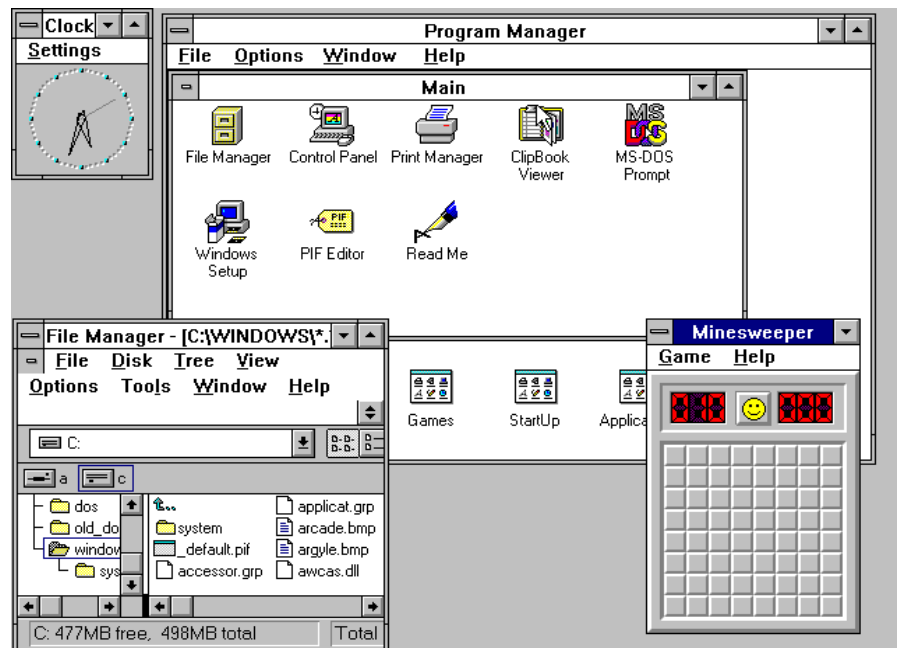 Clock
Settings
Program Manager
File Options Window Help
Main
File Manager
Control Panel
Print Manager
ClipBook
Viewer
MS-DOS
Prompt
Windows
Setup
PIF Editor
Read Me
File Manager - [C:\WINDOWS\*.
File Disk Tree View
Options Tools Window Help
C:
a c
dos
old_do
window
sys
system
_default.pif
accessor.grp
applicat.grp
arcade.bmp
argyle.bmp
awcas.dll
C: 477MB free, 498MB total
Total
Games
StartUp
Applica
Minesweeper
Game Help